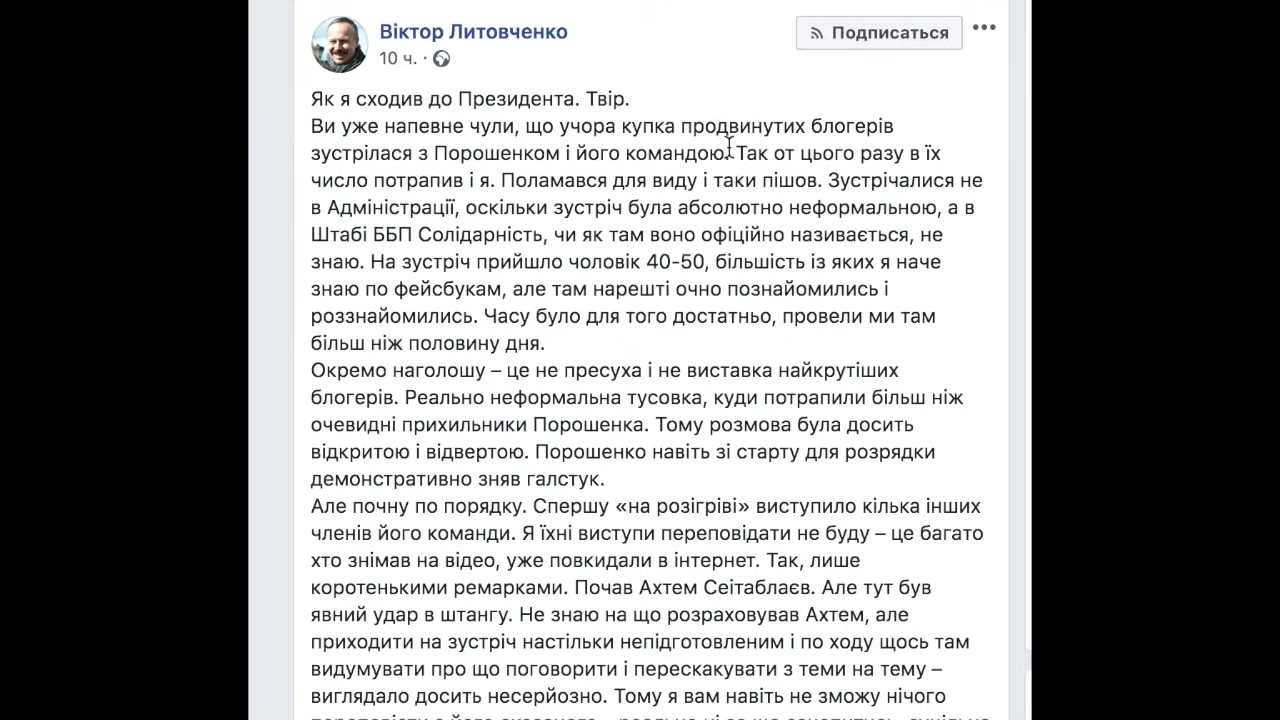 Віктор Литовченко
Подписаться
10 ч.
Як я сходив до Президента. Твір.
Ви уже напевне чули, що учора купка продвинутих блогерів
зустрілася з Порошенком і його командою. Так от цього разу в їх
число потрапив і я. Поламався для виду і таки пішов. Зустрічалися не
в Адміністрації, оскільки зустріч була абсолютно неформальною, а в
Штабі ББП Солідарність, чи як там воно офіційно називається, не
знаю. На зустріч прийшло чоловік 40-50, більшість із яких я наче
знаю по фейсбукам, але там нарешті очно познайомились і
роззнайомились. Часу було для того достатньо, провели ми там
більш ніж половину дня.
Окремо наголошу – це не пресуха і не виставка найкрутіших
блогерів. Реально неформальна тусовка, куди потрапили більш ніж
очевидні прихильники Порошенка. Тому розмова була досить
відкритою і відвертою. Порошенко навіть зі старту для розрядки
демонстративно зняв галстук.
Але почну по порядку. Спершу «на розігріві» виступило кілька інших
членів його команди. Я їхні виступи переповідати не буду – це багато
хто знімав на відео, уже повкидали в інтернет. Так, лише
коротенькими ремарками. Почав Ахтем Сеітаблаєв. Але тут був
явний удар в штангу. Не знаю на що розраховував Ахтем, але
приходити на зустріч настільки непідготовленим і по ходу щось там
видумувати про що поговорити і перескакувати з теми на тему –
виглядало досить несерйозно. Тому я вам навіть не зможу нічого